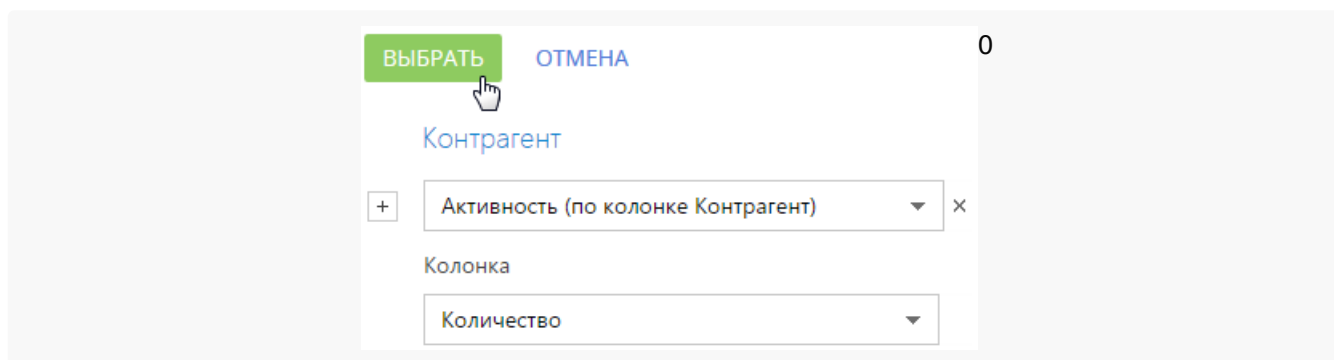 ВЫБРАТЬ ОТМЕНА 0
Контрагент
+ Активность (по колонке Контрагент) ×
Колонка
Количество